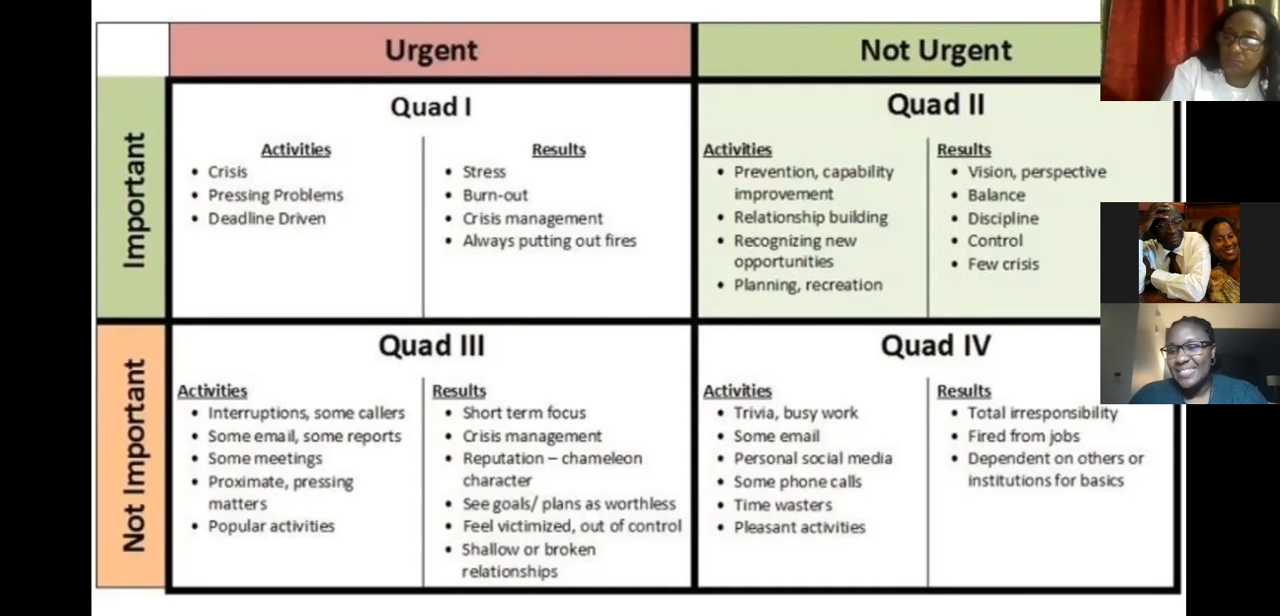 Urgent
Not Urgent
Important
Quad I
Activities
• Crisis
• Pressing Problems
• Deadline Driven
Results
• Stress
• Burn-out
• Crisis management
• Always putting out fires
Quad II
Activities
• Prevention, capability
improvement
• Relationship building
• Recognizing new
opportunities
• Planning, recreation
Results
• Vision, perspective
• Balance
• Discipline
• Control
• Few crisis
Not Important
Quad III
Activities
• Interruptions, some callers
• Some email, some reports
• Some meetings
• Proximate, pressing
matters
• Popular activities
Results
• Short term focus
• Crisis management
• Reputation – chameleon
character
• See goals/ plans as worthless
• Feel victimized, out of control
• Shallow or broken
relationships
Quad IV
Activities
• Trivia, busy work
• Some email
• Personal social media
• Some phone calls
• Time wasters
• Pleasant activities
Results
• Total irresponsibility
• Fired from jobs
• Dependent on others or
institutions for basics